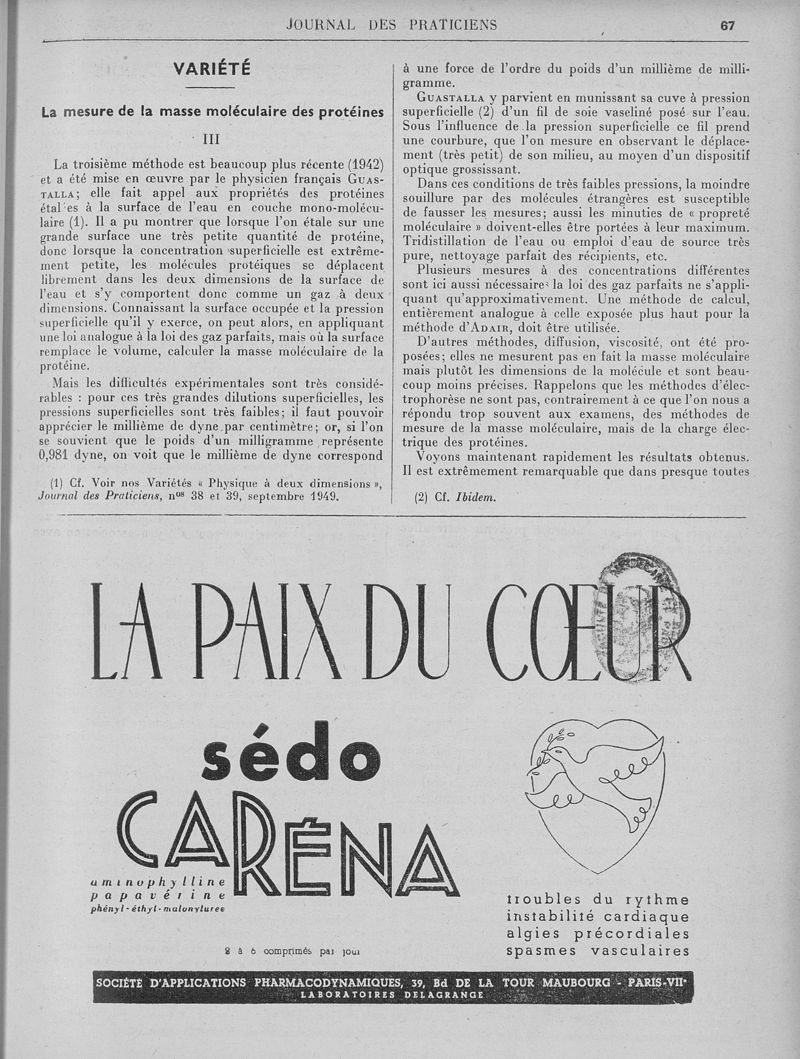 JOURNAL DES PRATICIENS 67
VARIÉTÉ
La mesure de la masse moléculaire des protéines
III
La troisième méthode est beaucoup plus récente (1942)
et a été mise en œuvre par le physicien français GUAS-
TALLA; elle fait appel aux propriétés des protéines
étal es à la surface de l'eau en couche mono-molécu-
laire (1). Il a pu montrer que lorsque l'on étale sur une
grande surface une très petite quantité de protéine,
donc lorsque la concentration superficielle est extrême-
ment petite, les molécules protéiques se déplacent
librement dans les deux dimensions de la surface de
l'eau et s'y comportent donc comme un gaz à deux
dimensions. Connaissant la surface occupée et la pression
superficielle qu'il y exerce, on peut alors, en appliquant
une loi analogue à la loi des gaz parfaits, mais où la surface
remplace le volume, calculer la masse moléculaire de la
protéine.
Mais les difficultés expérimentales sont très considé-
rables : pour ces très grandes dilutions superficielles, les
pressions superficielles sont très faibles; il faut pouvoir
apprécier le millième de dyne par centimètre; or, si l'on
se souvient que le poids d'un milligramme représente
0,981 dyne, on voit que le millième de dyne correspond
(1) Cf. Voir nos Variétés « Physique à deux dimensions »,
Journal des Praticiens, nos 38 et 39, septembre 1949.
à une force de l'ordre du poids d'un millième de milli-
gramme.
GUASTALLA y parvient en munissant sa cuve à pression
superficielle (2) d'un fil de soie vaseliné posé sur l'eau.
Sous l'influence de la pression superficielle ce fil prend
une courbure, que l'on mesure en observant le déplace-
ment (très petit) de son milieu, au moyen d'un dispositif
optique grossissant.
Dans ces conditions de très faibles pressions, la moindre
souillure par des molécules étrangères est susceptible
de fausser les mesures; aussi les minuties de « propreté
moléculaire » doivent-elles être portées à leur maximum.
Tridistillation de l'eau ou emploi d'eau de source très
pure, nettoyage parfait des récipients, etc.
Plusieurs mesures à des concentrations différentes
sont ici aussi nécessaires la loi des gaz parfaits ne s'appli-
quant qu'approximativement. Une méthode de calcul,
entièrement analogue à celle exposée plus haut pour la
méthode d'ADAIR, doit être utilisée.
D'autres méthodes, diffusion, viscosité, ont été pro-
posées; elles ne mesurent pas en fait la masse moléculaire
mais plutôt les dimensions de la molécule et sont beau-
coup moins précises. Rappelons que les méthodes d'élec-
trophorèse ne sont pas, contrairement à ce que l'on nous a
répondu trop souvent aux examens, des méthodes de
mesure de la masse moléculaire, mais de la charge élec-
trique des protéines.
Voyons maintenant rapidement les résultats obtenus.
Il est extrêmement remarquable que dans presque toutes
(2) Cf. Ibidem.
LA PAIX DU CŒUR
sédo
CARÉNA
aminophylline
papavérine
phényl-éthyl-malonylurée
2 à 6 comprimés par jour
troubles du rythme
instabilité cardiaque
algies précordiales
spasmes vasculaires
SOCIÉTÉ D'APPLICATIONS PHARMACODYNAMIQUES, 39, Bd DE LA TOUR MAUBOURG - PARIS-VIIe
LABORATOIRES DELAGRANGE